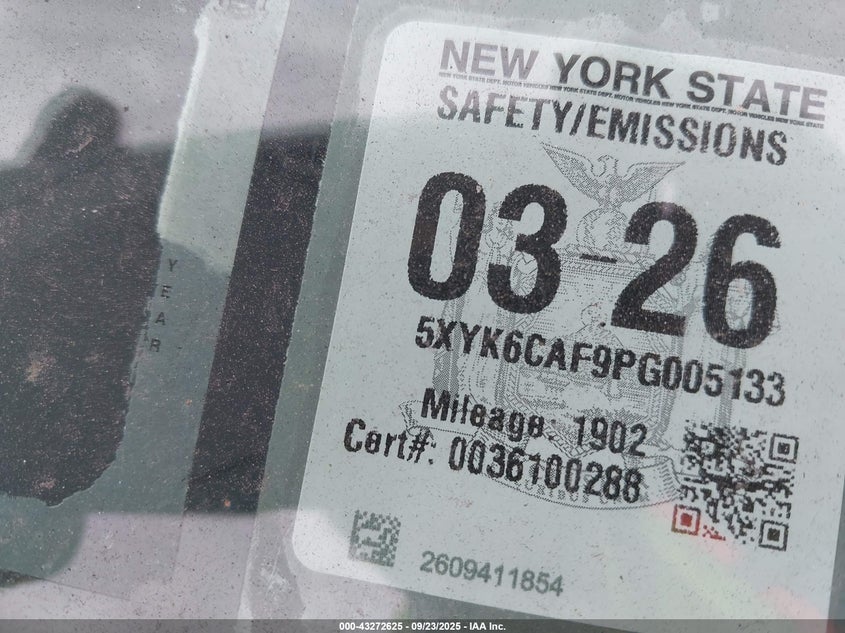 NEW YORK STATE
SAFETY/EMISSIONS
03-26
5XYK6CAF9PG005133
Mileage: 1902
Cert#: 0036100288
2609411854
YEAR
000-43272625 - 09/23/2025 - IAA Inc.